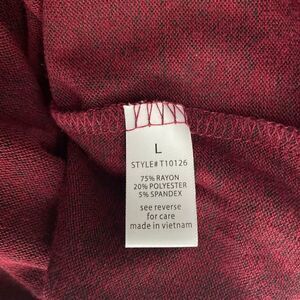 L
STYLE# T10126
75% RAYON
20% POLYESTER
5% SPANDEX
see reverse
for care
made in vietnam